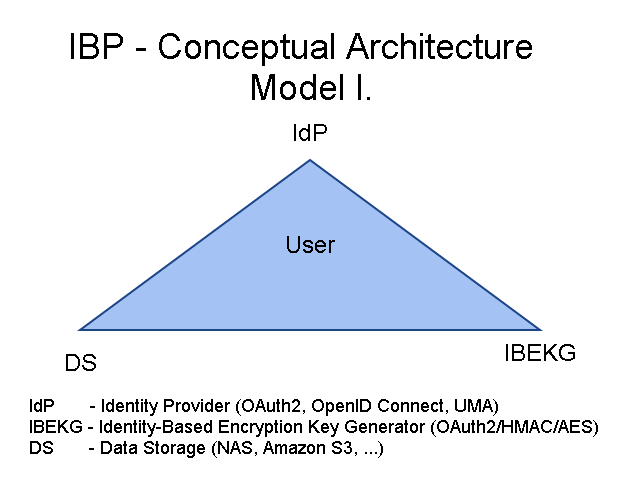 IBP - Conceptual Architecture
Model I.
IdP
User
DS
IBEKG
IdP - Identity Provider (OAuth2, OpenID Connect, UMA)
IBEKG - Identity-Based Encryption Key Generator (OAuth2/HMAC/AES)
DS - Data Storage (NAS, Amazon S3, ...)